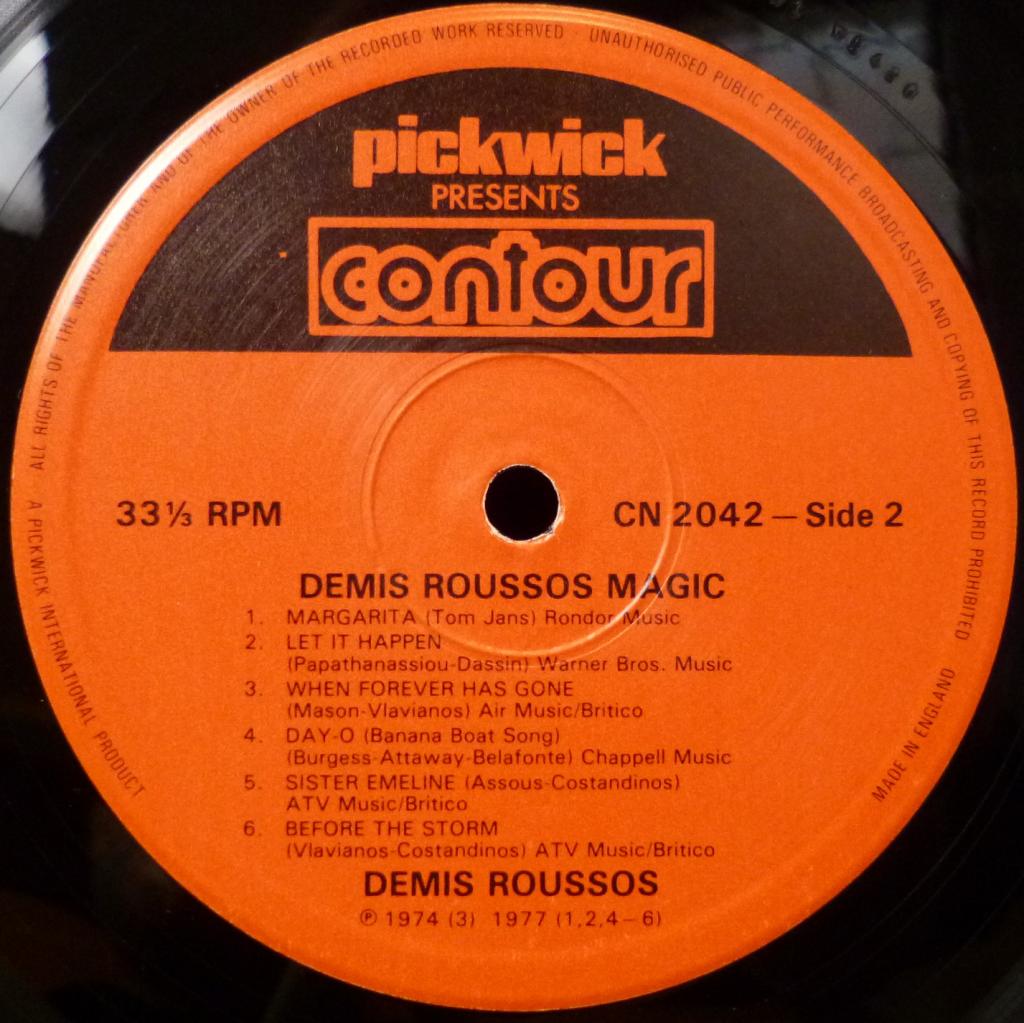 ALL RIGHTS OF THE MANUFACTURER AND OF THE OWNER OF THE RECORDED WORK RESERVED · UNAUTHORISED PUBLIC PERFORMANCE BROADCASTING AND COPYING OF THIS RECORD PROHIBITED
pickwick
PRESENTS
contour
33⅓ RPM
CN 2042 – Side 2
DEMIS ROUSSOS MAGIC
1. MARGARITA (Tom Jans) Rondor Music
2. LET IT HAPPEN
(Papathanassiou-Dassin) Warner Bros. Music
3. WHEN FOREVER HAS GONE
(Mason-Vlavianos) Air Music/Britico
4. DAY-O (Banana Boat Song)
(Burgess-Attaway-Belafonte) Chappell Music
5. SISTER EMELINE (Assous-Costandinos)
ATV Music/Britico
6. BEFORE THE STORM
(Vlavianos-Costandinos) ATV Music/Britico
DEMIS ROUSSOS
℗ 1974 (3) 1977 (1,2,4–6)
A PICKWICK INTERNATIONAL PRODUCT
MADE IN ENGLAND